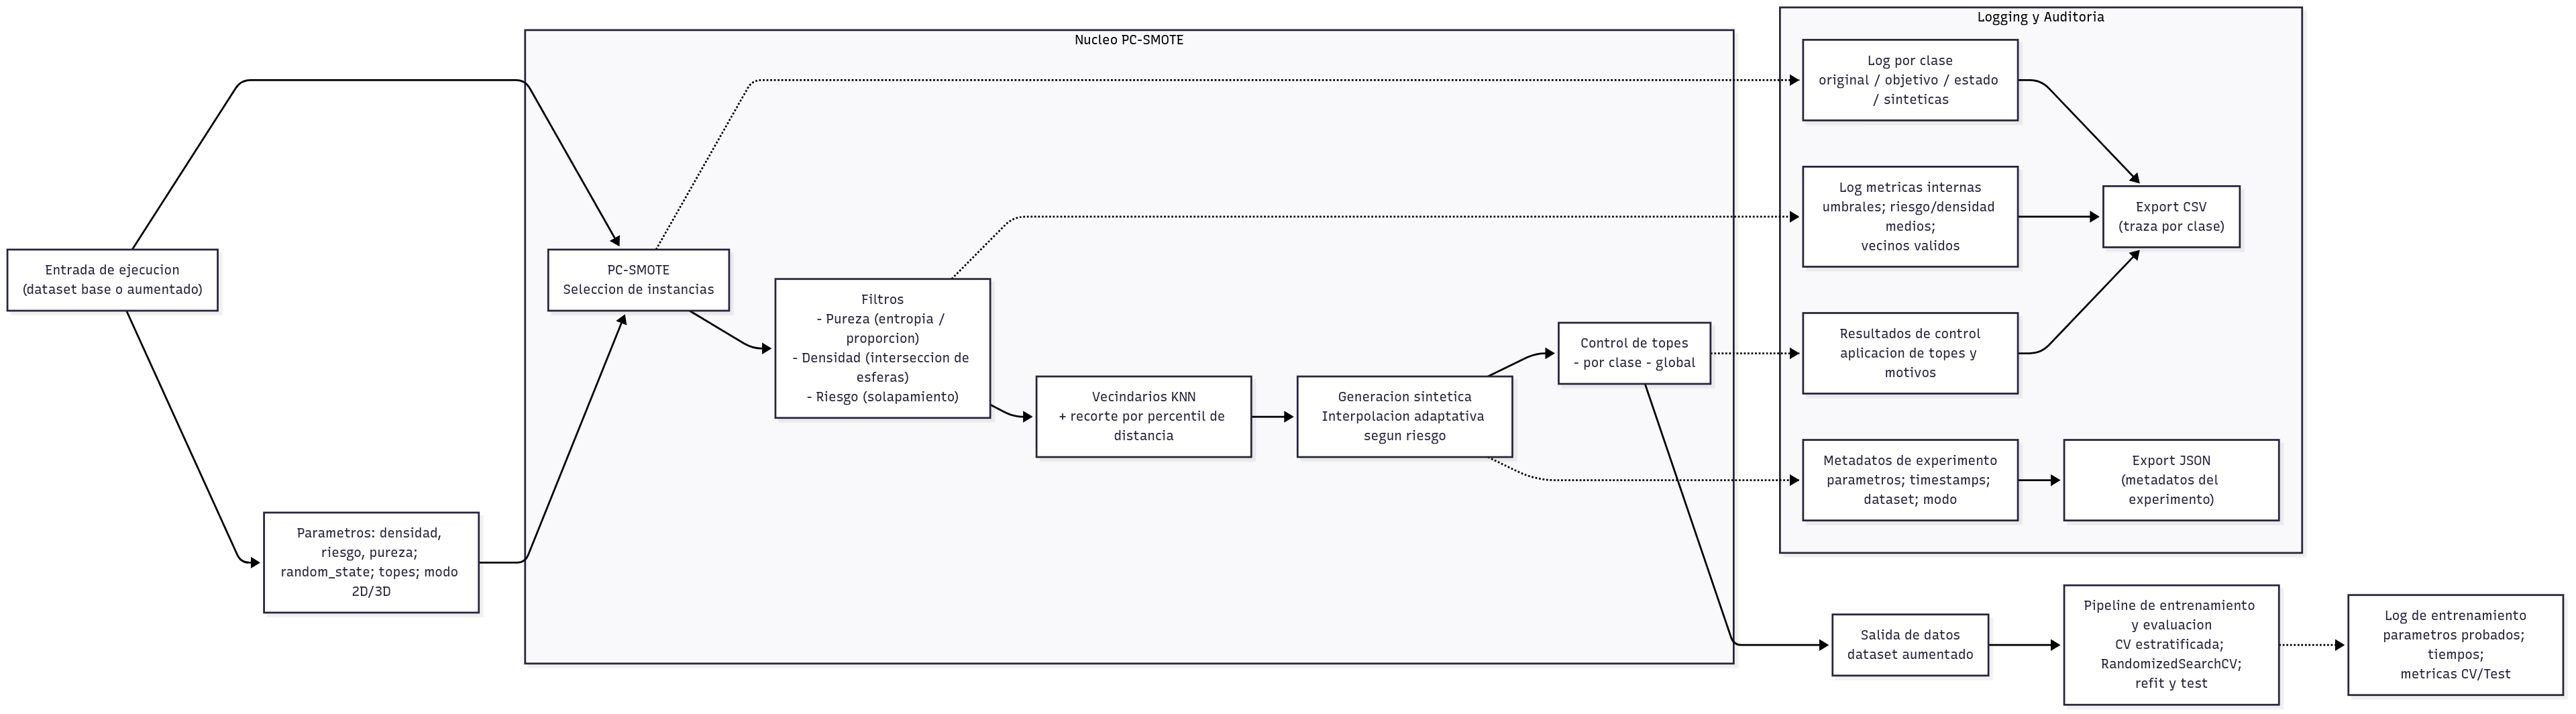 Entrada de ejecucion
(dataset base o aumentado)
Parametros: densidad,
riesgo, pureza;
random_state; topes; modo
2D/3D
Nucleo PC-SMOTE
PC-SMOTE
Seleccion de instancias
Filtros
- Pureza (entropia /
proporcion)
- Densidad (interseccion de
esferas)
- Riesgo (solapamiento)
Vecindarios KNN
+ recorte por percentil de
distancia
Generacion sintetica
Interpolacion adaptativa
segun riesgo
Control de topes
- por clase - global
Logging y Auditoria
Log por clase
original / objetivo / estado
/ sinteticas
Log metricas internas
umbrales; riesgo/densidad
medios;
vecinos validos
Resultados de control
aplicacion de topes y
motivos
Metadatos de experimento
parametros; timestamps;
dataset; modo
Export CSV
(traza por clase)
Export JSON
(metadatos del
experimento)
Salida de datos
dataset aumentado
Pipeline de entrenamiento
y evaluacion
CV estratificada;
RandomizedSearchCV;
refit y test
Log de entrenamiento
parametros probados;
tiempos;
metricas CV/Test